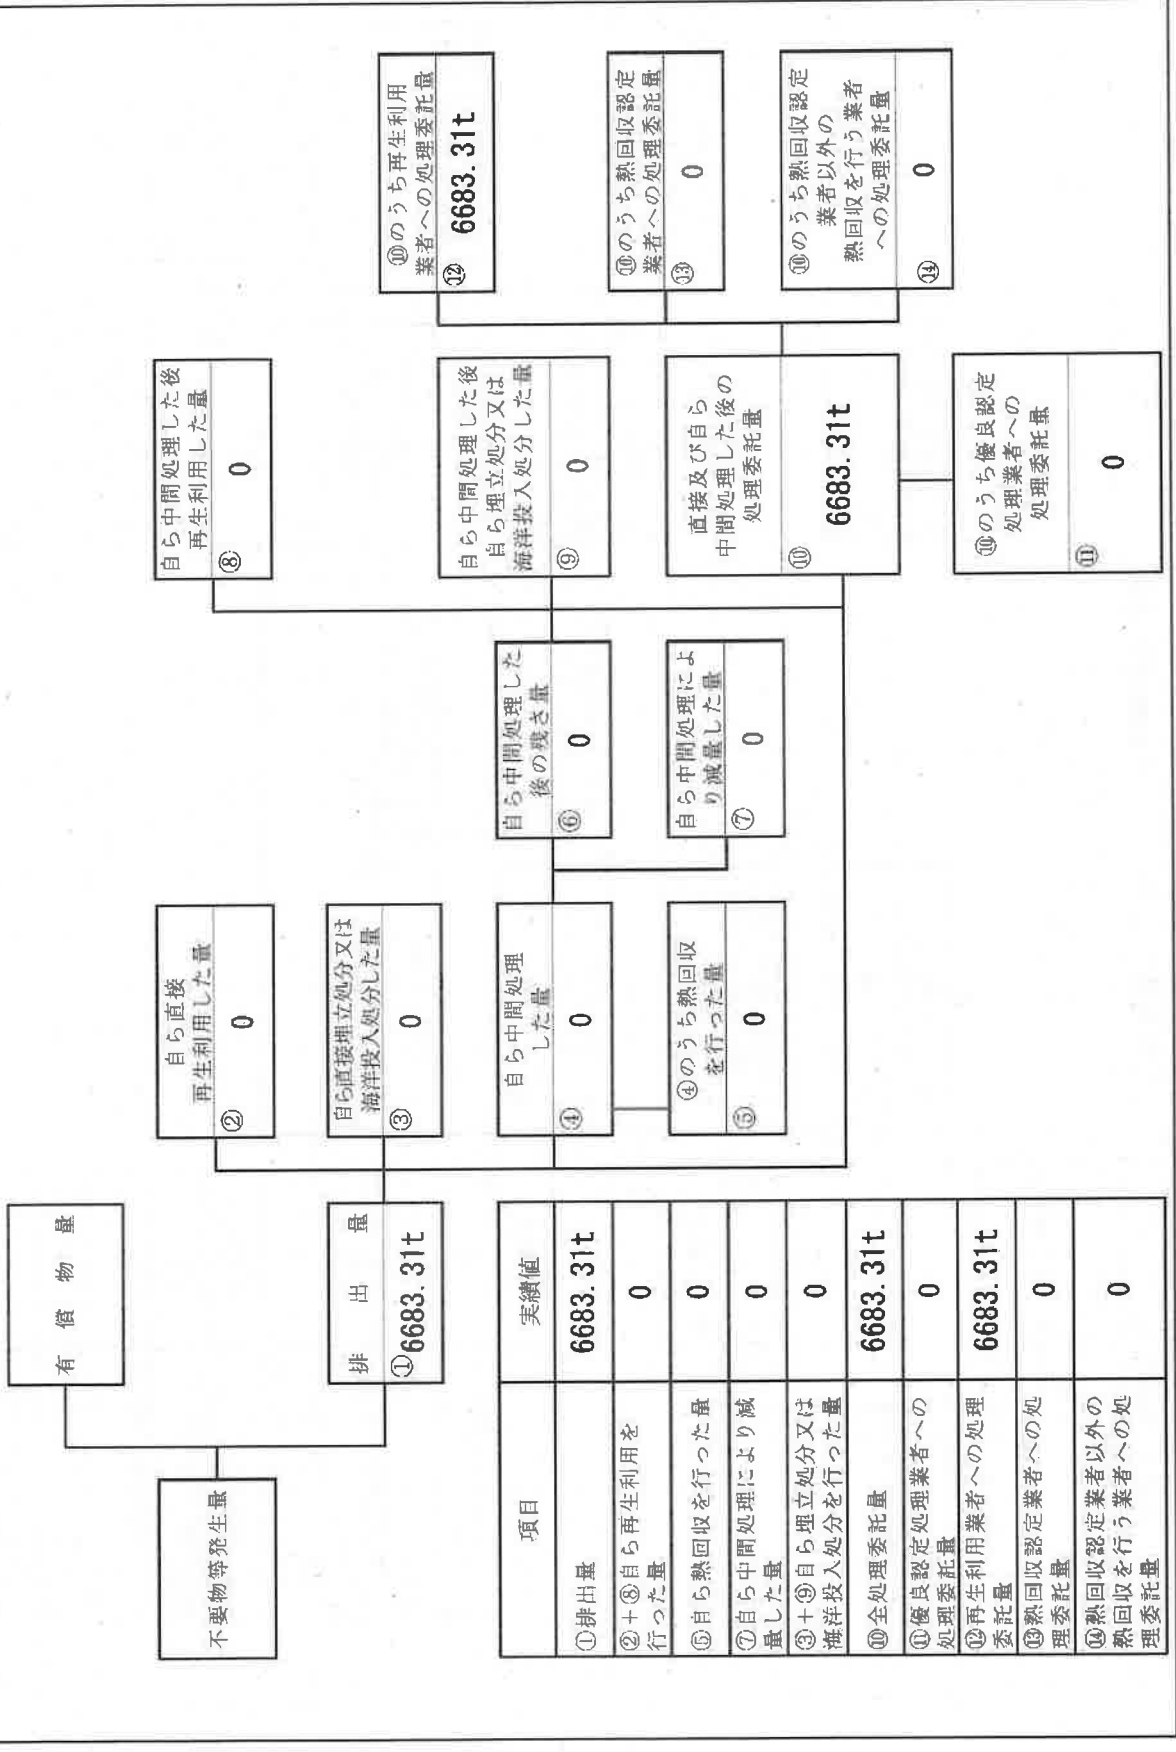 不要物等発生量
有償物量
排出量
①6683.31t
自ら直接
再生利用した量
② 0
自ら直接埋立処分又は
海洋投入処分した量
③ 0
自ら中間処理
した量
④ 0
④のうち熱回収
を行った量
⑤ 0
自ら中間処理した
後の残さ量
⑥ 0
自ら中間処理によ
り減量した量
⑦ 0
自ら中間処理した後
再生利用した量
⑧ 0
自ら中間処理した後
自ら埋立処分又は
海洋投入処分した量
⑨ 0
直接及び自ら
中間処理した後の
処理委託量
⑩ 6683.31t
⑩のうち優良認定
処理業者への
処理委託量
⑪ 0
⑩のうち再生利用
業者への処理委託量
⑫ 6683.31t
⑩のうち熱回収認定
業者への処理委託量
⑬ 0
⑩のうち熱回収認定
業者以外の
熱回収を行う業者
への処理委託量
⑭ 0
項目 実績値
①排出量 6683.31t
②+⑧自ら再生利用を
行った量 0
⑤自ら熱回収を行った量 0
⑦自ら中間処理により減
量した量 0
③+⑨自ら埋立処分又は
海洋投入処分を行った量 0
⑩全処理委託量 6683.31t
⑪優良認定処理業者への
処理委託量 0
⑫再生利用業者への処理
委託量 6683.31t
⑬熱回収認定業者への処
理委託量 0
⑭熱回収認定業者以外の
熱回収を行う業者への処
理委託量 0